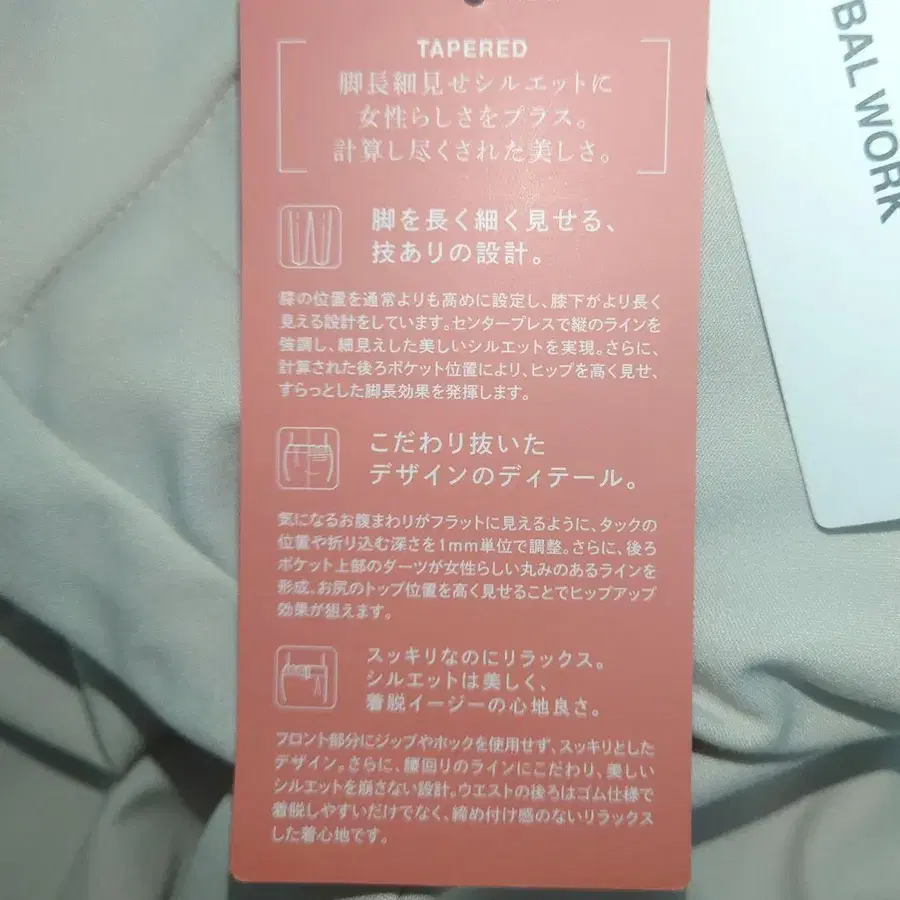 TAPERED
脚長細見せシルエットに
女性らしさをプラス。
計算し尽くされた美しさ。
脚を長く細く見せる、
技ありの設計。
膝の位置を通常よりも高めに設定し、膝下がより長く
見える設計をしています。センタープレスで縦のラインを
強調し、細見えした美しいシルエットを実現。さらに、
計算された後ろポケット位置により、ヒップを高く見せ、
すらっとした脚長効果を発揮します。
こだわり抜いた
デザインのディテール。
気になるお腹まわりがフラットに見えるように、タックの
位置や折り込む深さを1mm単位で調整。さらに、後ろ
ポケット上部のダーツが女性らしい丸みのあるラインを
形成、お尻のトップ位置を高く見せることでヒップアップ
効果が狙えます。
スッキリなのにリラックス。
シルエットは美しく、
着脱イージーの心地良さ。
フロント部分にジップやホックを使用せず、スッキリとした
デザイン。さらに、腰回りのラインにこだわり、美しい
シルエットを崩さない設計。ウエストの後ろはゴム仕様で
着脱しやすいだけでなく、締め付け感のないリラックス
した着心地です。
BAL WORK